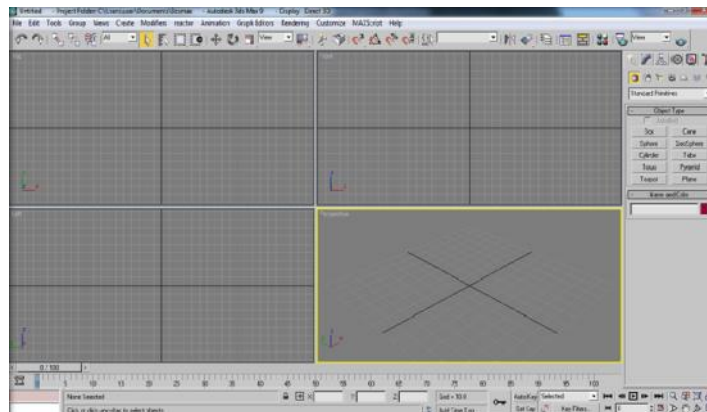 Untitled - Project Folder: C:\Users\user\Documents\3dsmax - Autodesk 3ds Max 9 - Display : Direct 3D
File Edit Tools Group Views Create Modifiers reactor Animation Graph Editors Rendering Customize MAXScript Help
All View View
Top Front
Standard Primitives
Object Type
AutoGrid
Box Cone
Sphere GeoSphere
Cylinder Tube
Torus Pyramid
Teapot Plane
Name and Color
Left Perspective
0 / 100
0 5 10 15 20 25 30 35 40 45 50 55 60 65 70 75 80 85 90 95 100
None Selected X Y Z Grid = 10.0 Auto Key Selected
Click or click-and-drag to select objects Add Time Tag Set Key Key Filters... 0